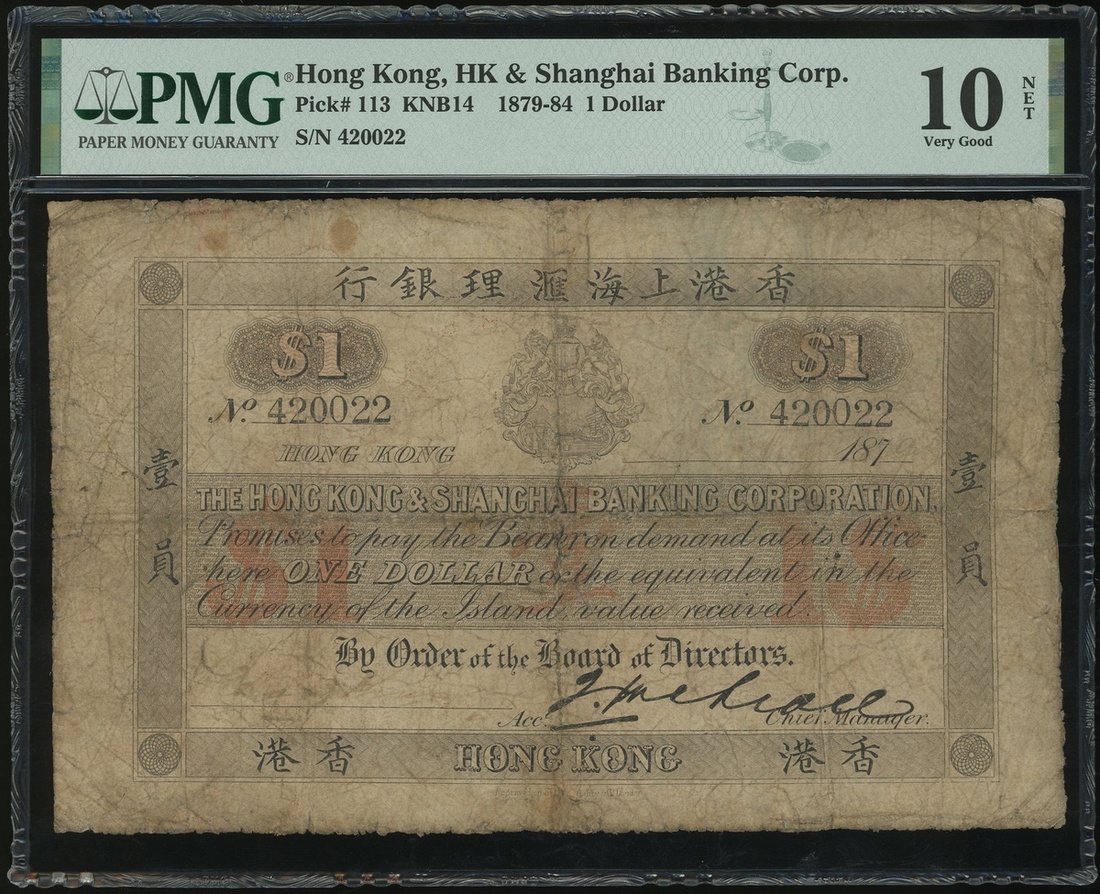 PMG
PAPER MONEY GUARANTY
®
Hong Kong, HK & Shanghai Banking Corp.
Pick# 113 KNB14 1879-84 1 Dollar
S/N 420022
10 NET
Very Good
行銀理滙海上港香
$1 $1
No. 420022 No. 420022
HONG KONG 187
壹員 壹員
THE HONG KONG & SHANGHAI BANKING CORPORATION,
Promises to pay the Bearer on demand at its Office
here ONE DOLLAR or the equivalent in the
Currency of the Island value received.
$1 $1
By Order of the Board of Directors.
Acct. Chief Manager.
港香 HONG KONG 港香